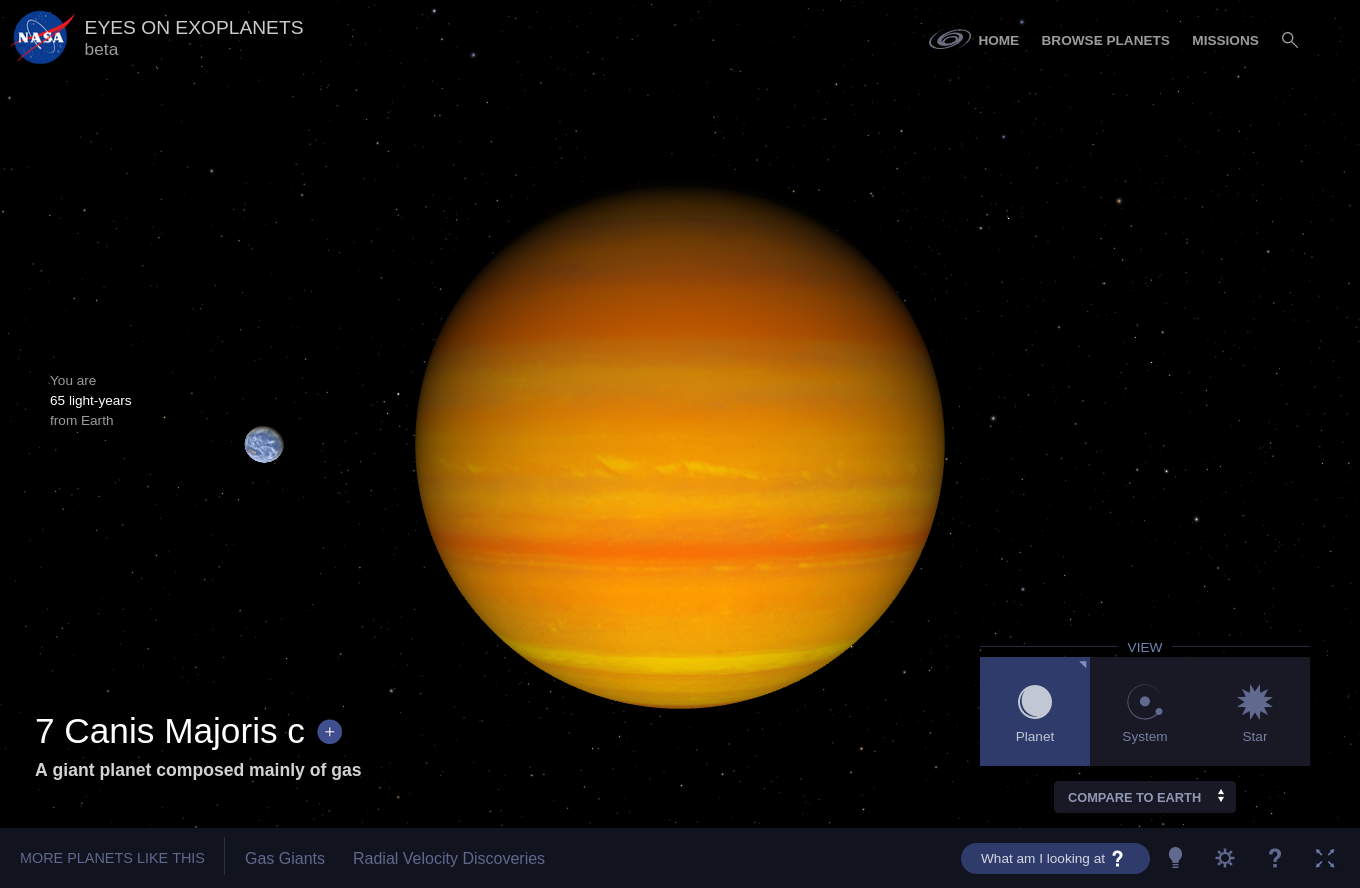 NASA
EYES ON EXOPLANETS
beta
HOME
BROWSE PLANETS
MISSIONS
You are
65 light-years
from Earth
VIEW
Planet
System
Star
7 Canis Majoris c +
A giant planet composed mainly of gas
COMPARE TO EARTH
MORE PLANETS LIKE THIS
Gas Giants
Radial Velocity Discoveries
What am I looking at ?
?